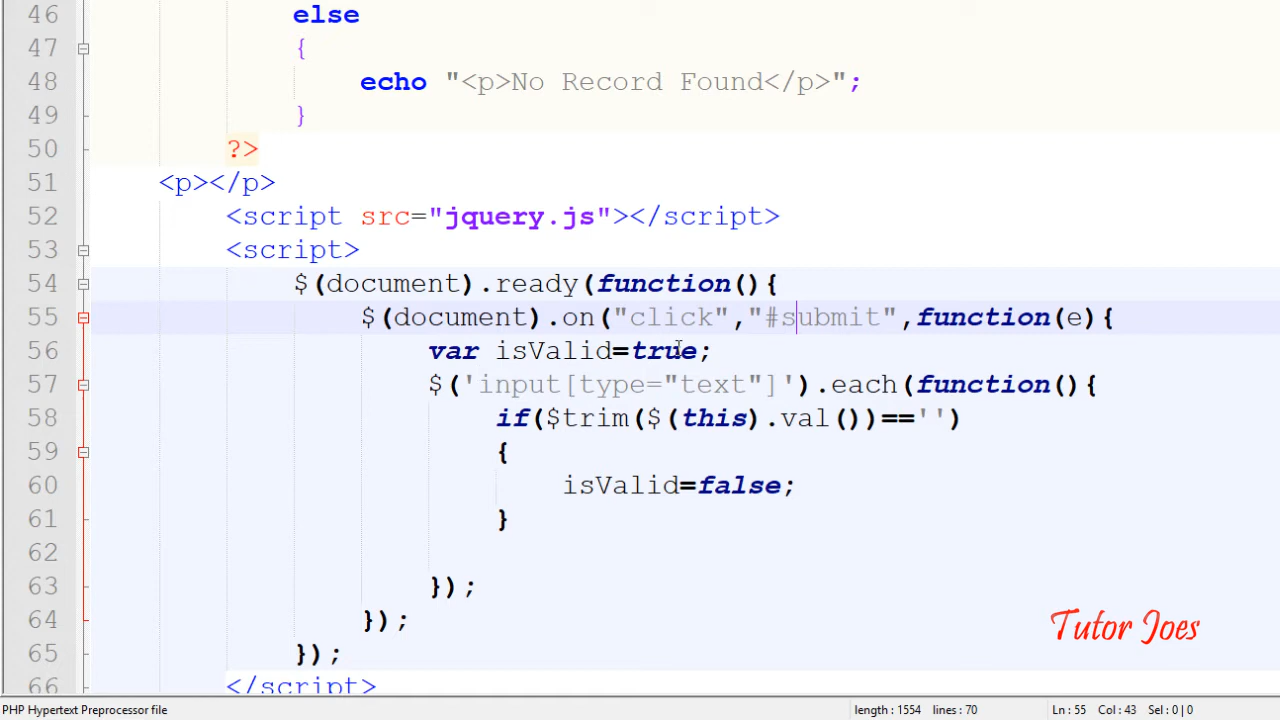 46 else
47 {
48 echo "<p>No Record Found</p>";
49 }
50 ?>
51 <p></p>
52 <script src="jquery.js"></script>
53 <script>
54 $(document).ready(function(){
55 $(document).on("click","#submit",function(e){
56 var isValid=true;
57 $('input[type="text"]').each(function(){
58 if($trim($(this).val())=='')
59 {
60 isValid=false;
61 }
62
63 });
64 });
65 });
66 </script>
Tutor Joes
PHP Hypertext Preprocessor file length : 1554 lines : 70 Ln : 55 Col : 43 Sel : 0 | 0